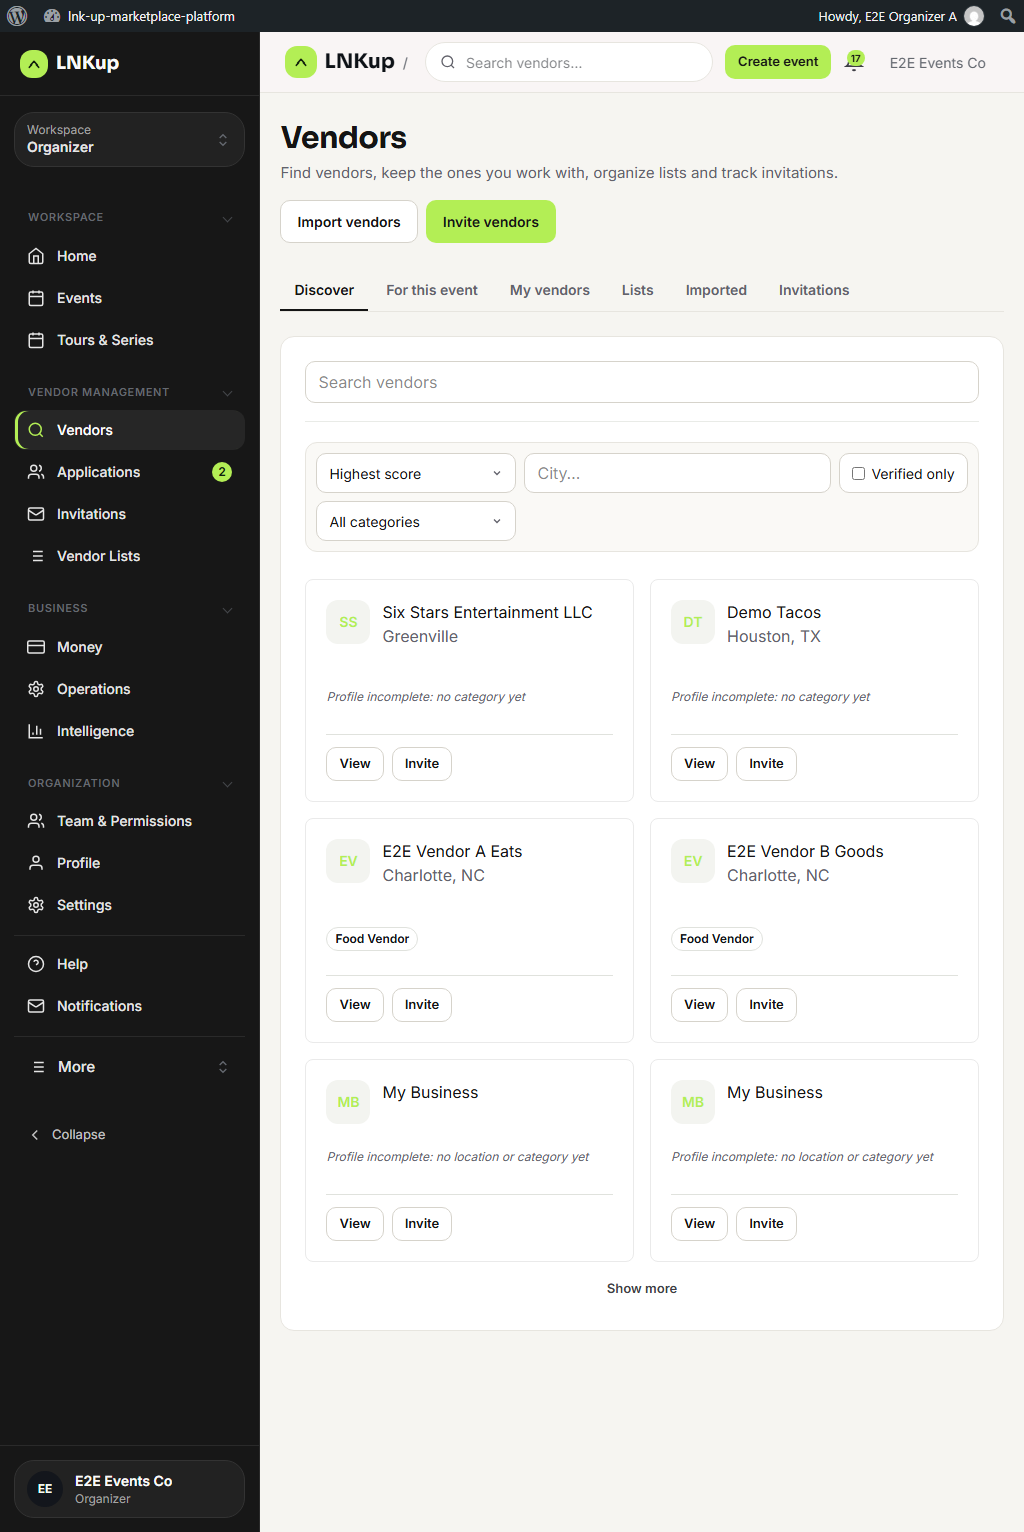 lnk-up-marketplace-platform
Howdy, E2E Organizer A
LNKup
Workspace
Organizer
WORKSPACE
Home
Events
Tours & Series
VENDOR MANAGEMENT
Vendors
Applications 2
Invitations
Vendor Lists
BUSINESS
Money
Operations
Intelligence
ORGANIZATION
Team & Permissions
Profile
Settings
Help
Notifications
More
Collapse
EE
E2E Events Co
Organizer
LNKup /
Search vendors...
Create event
17
E2E Events Co
Vendors
Find vendors, keep the ones you work with, organize lists and track invitations.
Import vendors
Invite vendors
Discover For this event My vendors Lists Imported Invitations
Search vendors
Highest score
City...
Verified only
All categories
SS
Six Stars Entertainment LLC
Greenville
Profile incomplete: no category yet
View Invite
DT
Demo Tacos
Houston, TX
Profile incomplete: no category yet
View Invite
EV
E2E Vendor A Eats
Charlotte, NC
Food Vendor
View Invite
EV
E2E Vendor B Goods
Charlotte, NC
Food Vendor
View Invite
MB
My Business
Profile incomplete: no location or category yet
View Invite
MB
My Business
Profile incomplete: no location or category yet
View Invite
Show more